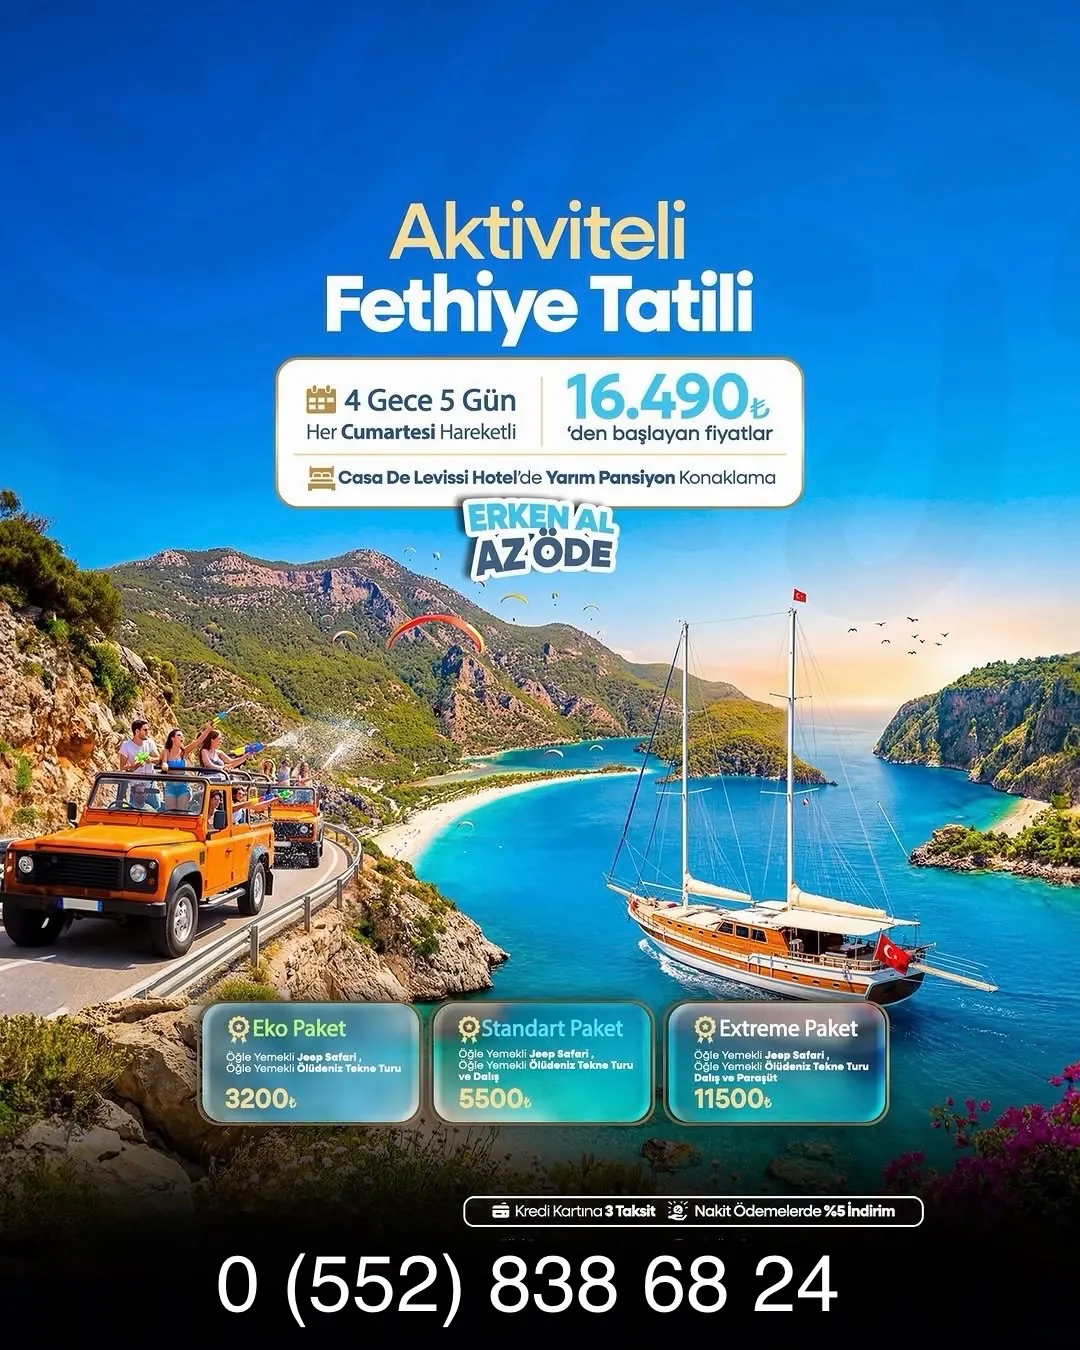 Aktiviteli
Fethiye Tatili
4 Gece 5 Gün
Her Cumartesi Hareketli
16.490₺
'den başlayan fiyatlar
Casa De Levissi Hotel'de Yarım Pansiyon Konaklama
ERKEN AL
AZ ÖDE
Eko Paket
Öğle Yemekli Jeep Safari ,
Öğle Yemekli Ölüdeniz Tekne Turu
3200₺
Standart Paket
Öğle Yemekli Jeep Safari ,
Öğle Yemekli Ölüdeniz Tekne Turu
ve Dalış
5500₺
Extreme Paket
Öğle Yemekli Jeep Safari ,
Öğle Yemekli Ölüdeniz Tekne Turu
Dalış ve Paraşüt
11500₺
Kredi Kartına 3 Taksit
Nakit Ödemelerde %5 İndirim
0 (552) 838 68 24